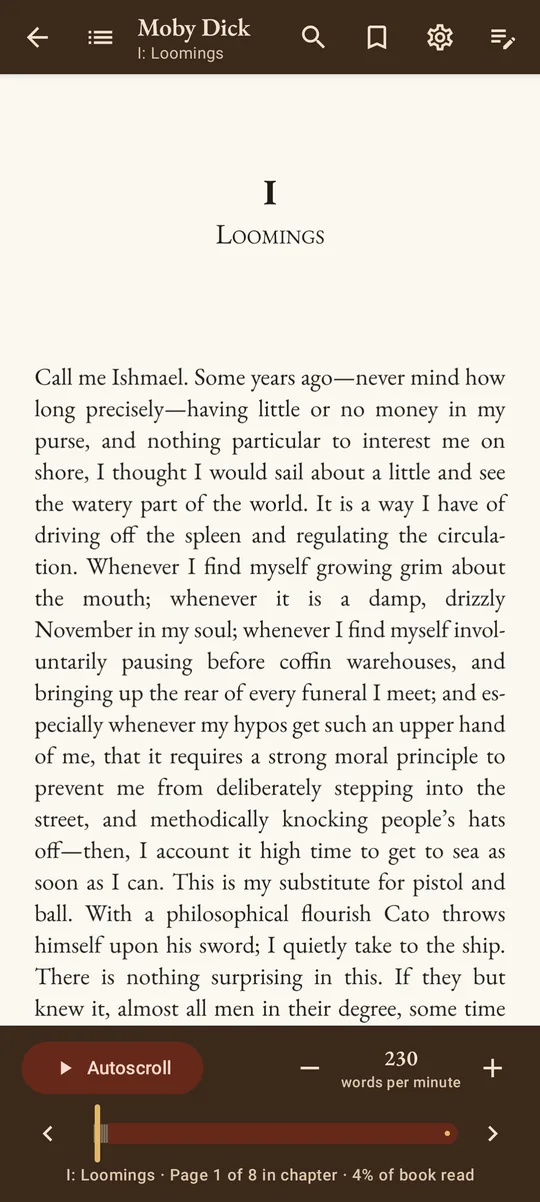 Moby Dick
I: Loomings
I
Loomings
Call me Ishmael. Some years ago—never mind how
long precisely—having little or no money in my
purse, and nothing particular to interest me on
shore, I thought I would sail about a little and see
the watery part of the world. It is a way I have of
driving off the spleen and regulating the circula-
tion. Whenever I find myself growing grim about
the mouth; whenever it is a damp, drizzly
November in my soul; whenever I find myself invol-
untarily pausing before coffin warehouses, and
bringing up the rear of every funeral I meet; and es-
pecially whenever my hypos get such an upper hand
of me, that it requires a strong moral principle to
prevent me from deliberately stepping into the
street, and methodically knocking people’s hats
off—then, I account it high time to get to sea as
soon as I can. This is my substitute for pistol and
ball. With a philosophical flourish Cato throws
himself upon his sword; I quietly take to the ship.
There is nothing surprising in this. If they but
knew it, almost all men in their degree, some time
Autoscroll
230
words per minute
I: Loomings · Page 1 of 8 in chapter · 4% of book read